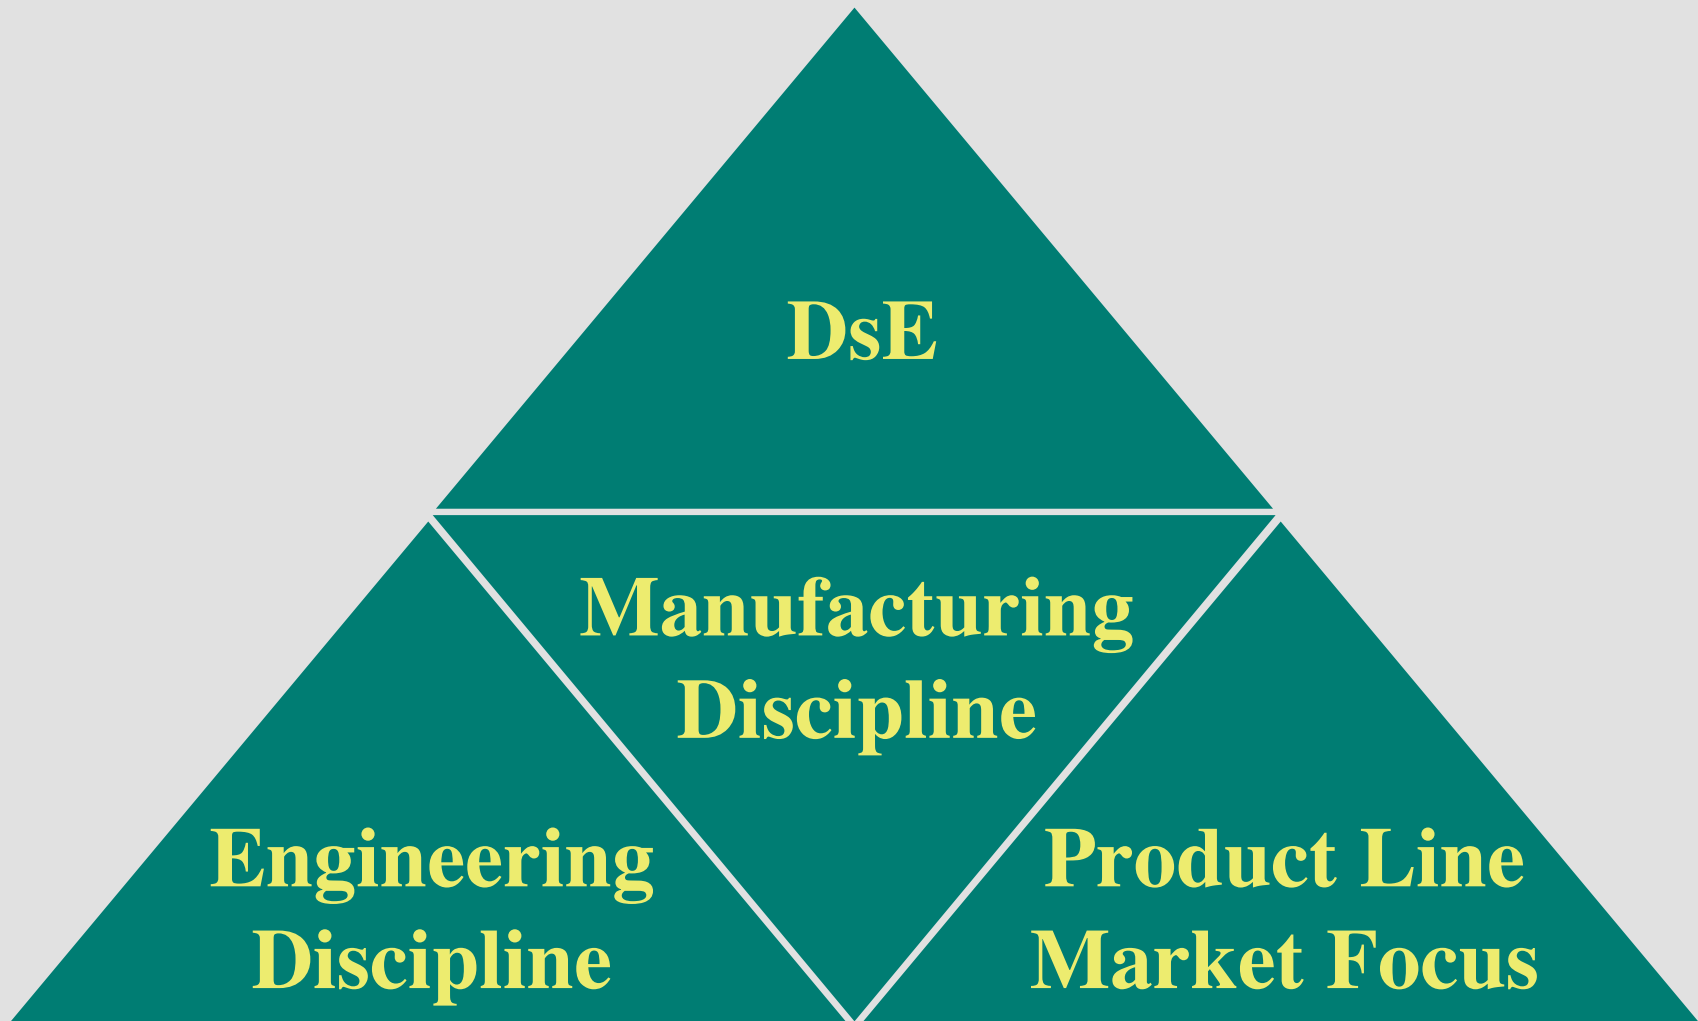 DsE
Manufacturing
Discipline
Engineering
Discipline
Product Line
Market Focus